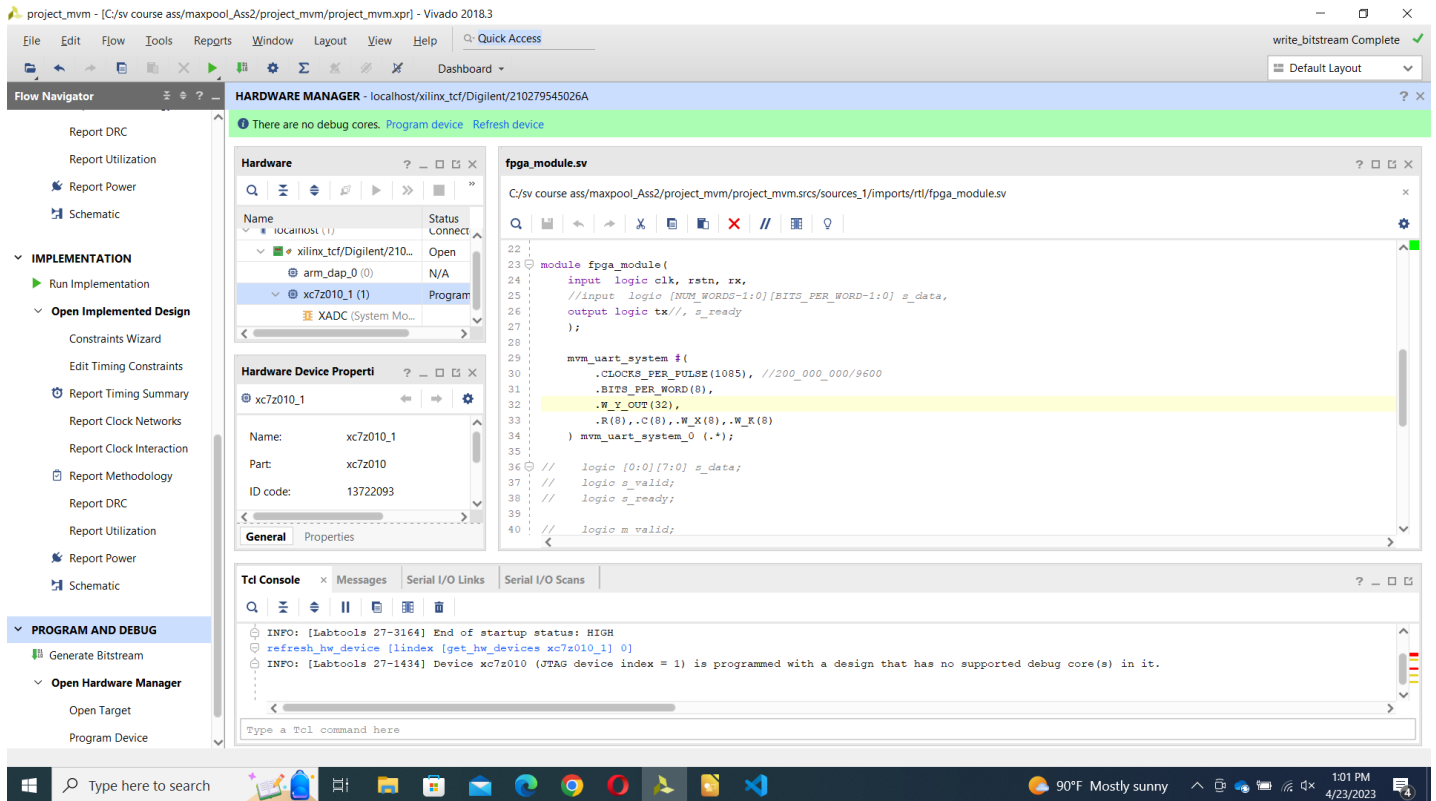 project_mvm - [C:/sv course ass/maxpool_Ass2/project_mvm/project_mvm.xpr] - Vivado 2018.3
File Edit Flow Tools Reports Window Layout View Help Quick Access
write_bitstream Complete
Dashboard
Default Layout
Flow Navigator
Report DRC
Report Utilization
Report Power
Schematic
IMPLEMENTATION
Run Implementation
Open Implemented Design
Constraints Wizard
Edit Timing Constraints
Report Timing Summary
Report Clock Networks
Report Clock Interaction
Report Methodology
Report DRC
Report Utilization
Report Power
Schematic
PROGRAM AND DEBUG
Generate Bitstream
Open Hardware Manager
Open Target
Program Device
HARDWARE MANAGER - localhost/xilinx_tcf/Digilent/210279545026A
There are no debug cores. Program device Refresh device
Hardware
Name Status
localhost (1) Connect
xilinx_tcf/Digilent/210... Open
arm_dap_0 (0) N/A
xc7z010_1 (1) Program
XADC (System Mo...
Hardware Device Properti
xc7z010_1
Name: xc7z010_1
Part: xc7z010
ID code: 13722093
General Properties
fpga_module.sv
C:/sv course ass/maxpool_Ass2/project_mvm/project_mvm.srcs/sources_1/imports/rtl/fpga_module.sv
22
23 module fpga_module(
24 input logic clk, rstn, rx,
25 //input logic [NUM_WORDS-1:0][BITS_PER_WORD-1:0] s_data,
26 output logic tx//, s_ready
27 );
28
29 mvm_uart_system #(
30 .CLOCKS_PER_PULSE(1085), //200_000_000/9600
31 .BITS_PER_WORD(8),
32 .W_Y_OUT(32),
33 .R(8),.C(8),.W_X(8),.W_K(8)
34 ) mvm_uart_system_0 (.*);
35
36 // logic [0:0][7:0] s_data;
37 // logic s_valid;
38 // logic s_ready;
39
40 // logic m_valid;
Tcl Console Messages Serial I/O Links Serial I/O Scans
INFO: [Labtools 27-3164] End of startup status: HIGH
refresh_hw_device [lindex [get_hw_devices xc7z010_1] 0]
INFO: [Labtools 27-1434] Device xc7z010 (JTAG device index = 1) is programmed with a design that has no supported debug core(s) in it.
Type a Tcl command here
Type here to search
90°F Mostly sunny
1:01 PM
4/23/2023
4